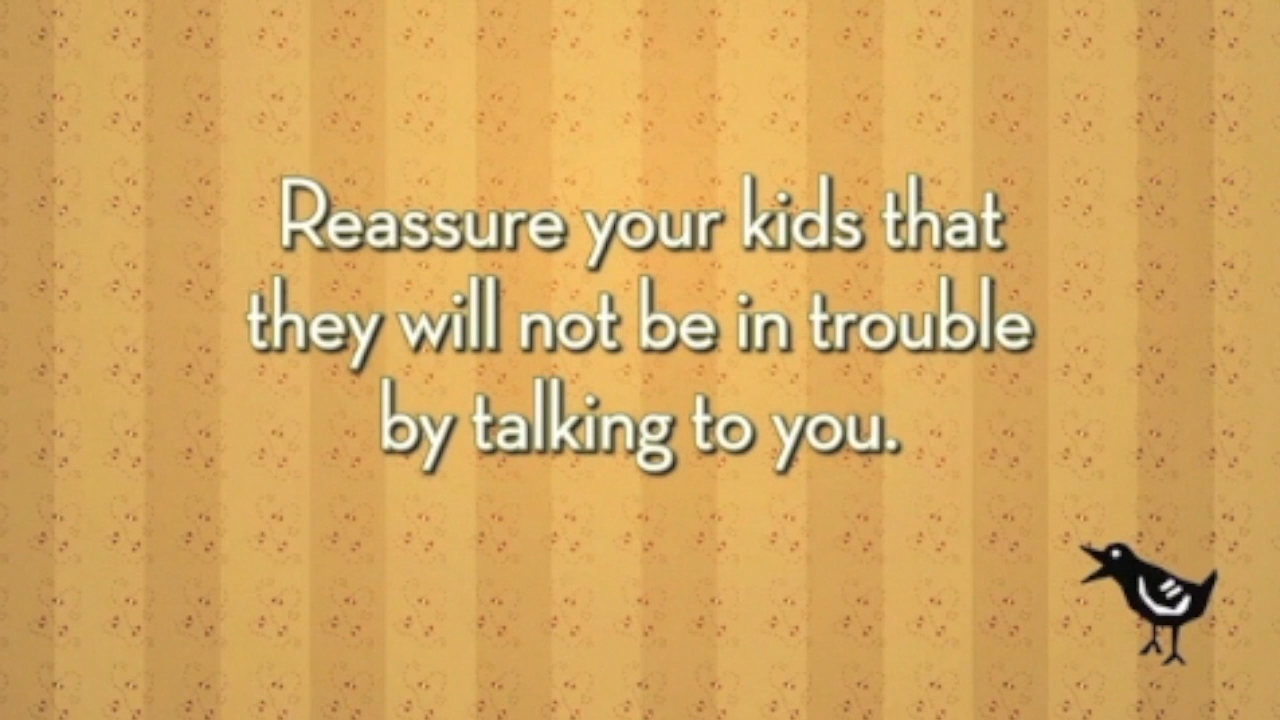 Reassure your kids that
they will not be in trouble
by talking to you.